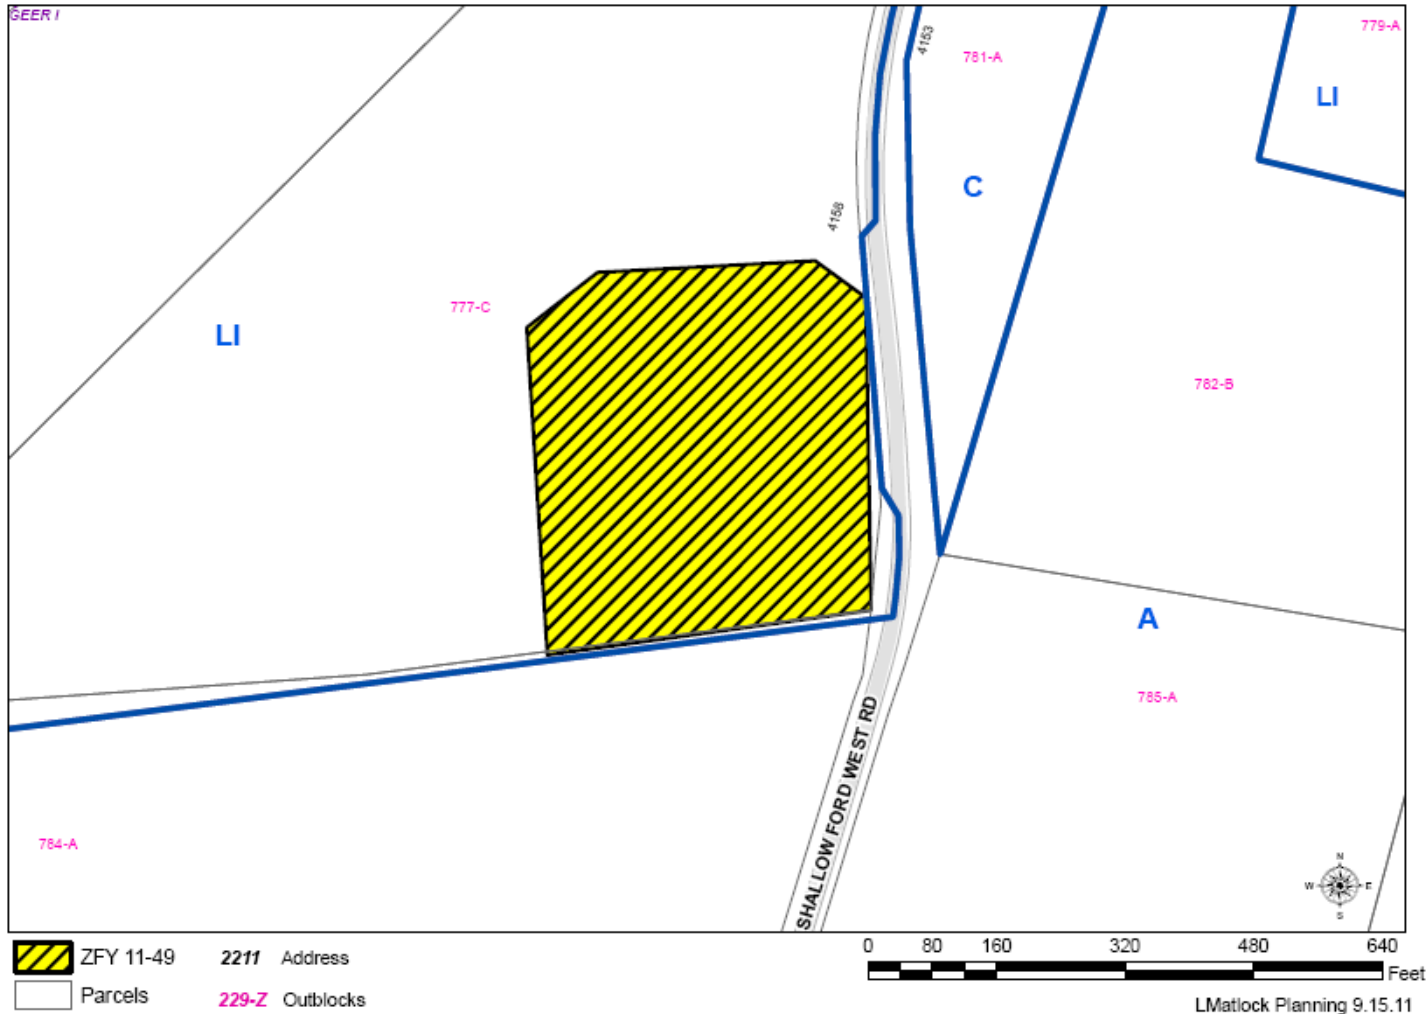 GEER I
4153
781-A
779-A
LI
C
4158
777-C
LI
782-B
A
785-A
SHALLOW FORD WEST RD
784-A
N
W E
S
ZFY 11-49 2211 Address
Parcels 229-Z Outblocks
0 80 160 320 480 640
Feet
LMatlock Planning 9.15.11